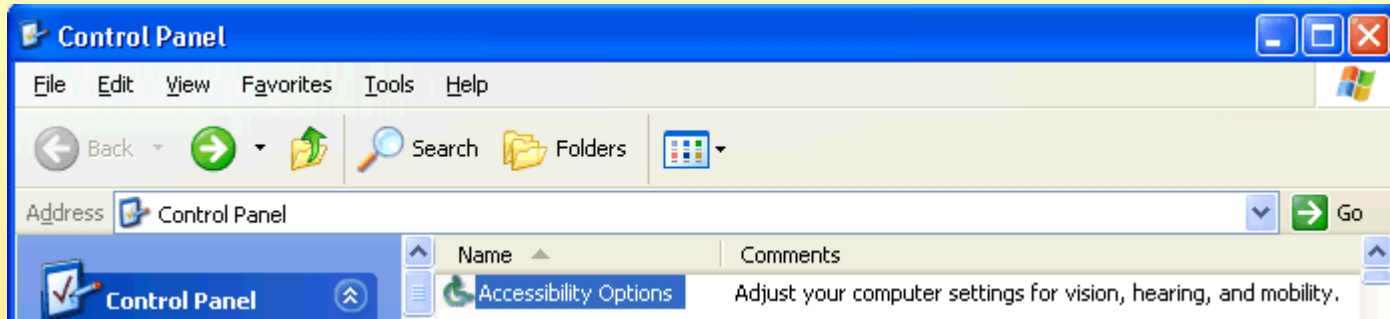 Control Panel
File Edit View Favorites Tools Help
Back Search Folders
Address Control Panel Go
Name Comments
Control Panel Accessibility Options Adjust your computer settings for vision, hearing, and mobility.